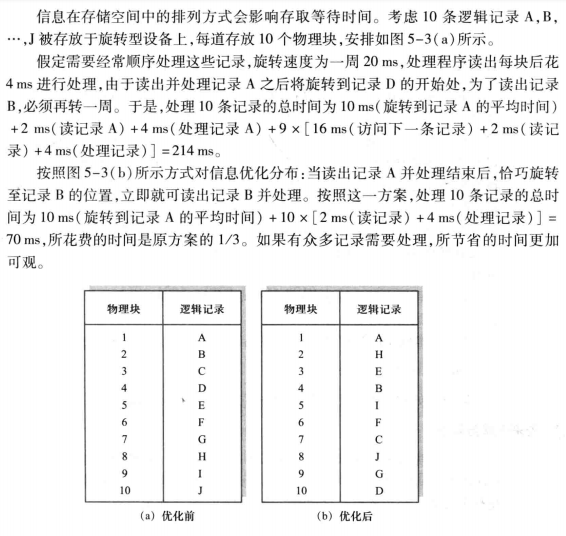 信息在存储空间中的排列方式会影响存取等待时间。考虑 10 条逻辑记录 A,B,
…,J 被存放于旋转型设备上,每道存放 10 个物理块,安排如图5-3(a)所示。
假定需要经常顺序处理这些记录,旋转速度为一周 20 ms,处理程序读出每块后花
4 ms 进行处理,由于读出并处理记录 A 之后将旋转到记录 D 的开始处,为了读出记录
B,必须再转一周。于是,处理 10 条记录的总时间为 10 ms(旋转到记录 A 的平均时间)
+2 ms(读记录 A)+4 ms(处理记录 A)+9×[16 ms(访问下一条记录)+2 ms(读记
录)+4 ms(处理记录)]=214 ms。
按照图 5-3(b)所示方式对信息优化分布:当读出记录 A 并处理结束后,恰巧旋转
至记录 B 的位置,立即就可读出记录 B 并处理。按照这一方案,处理 10 条记录的总时
间为 10 ms(旋转到记录 A 的平均时间)+10×[2 ms(读记录)+4 ms(处理记录)]=
70 ms,所花费的时间是原方案的 1/3。如果有众多记录需要处理,所节省的时间更加
可观。
物理块 逻辑记录 物理块 逻辑记录
1 A 1 A
2 B 2 H
3 C 3 E
4 D 4 B
5 E 5 I
6 F 6 F
7 G 7 C
8 H 8 J
9 I 9 G
10 J 10 D
(a) 优化前 (b) 优化后